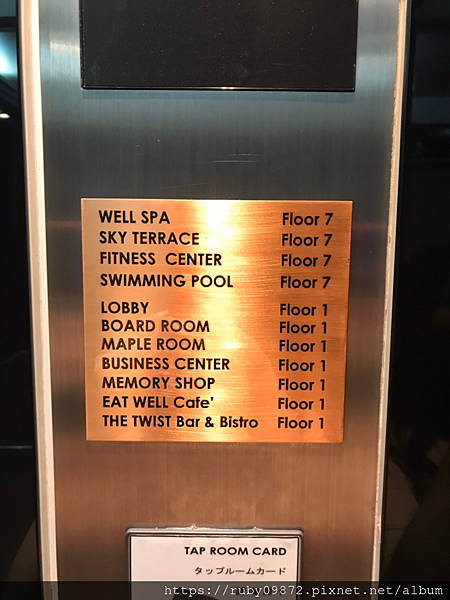 WELL SPA Floor 7
SKY TERRACE Floor 7
FITNESS CENTER Floor 7
SWIMMING POOL Floor 7
LOBBY Floor 1
BOARD ROOM Floor 1
MAPLE ROOM Floor 1
BUSINESS CENTER Floor 1
MEMORY SHOP Floor 1
EAT WELL Cafe' Floor 1
THE TWIST Bar & Bistro Floor 1
TAP ROOM CARD
タップルームカード
https://ruby09872.pixnet.net/album